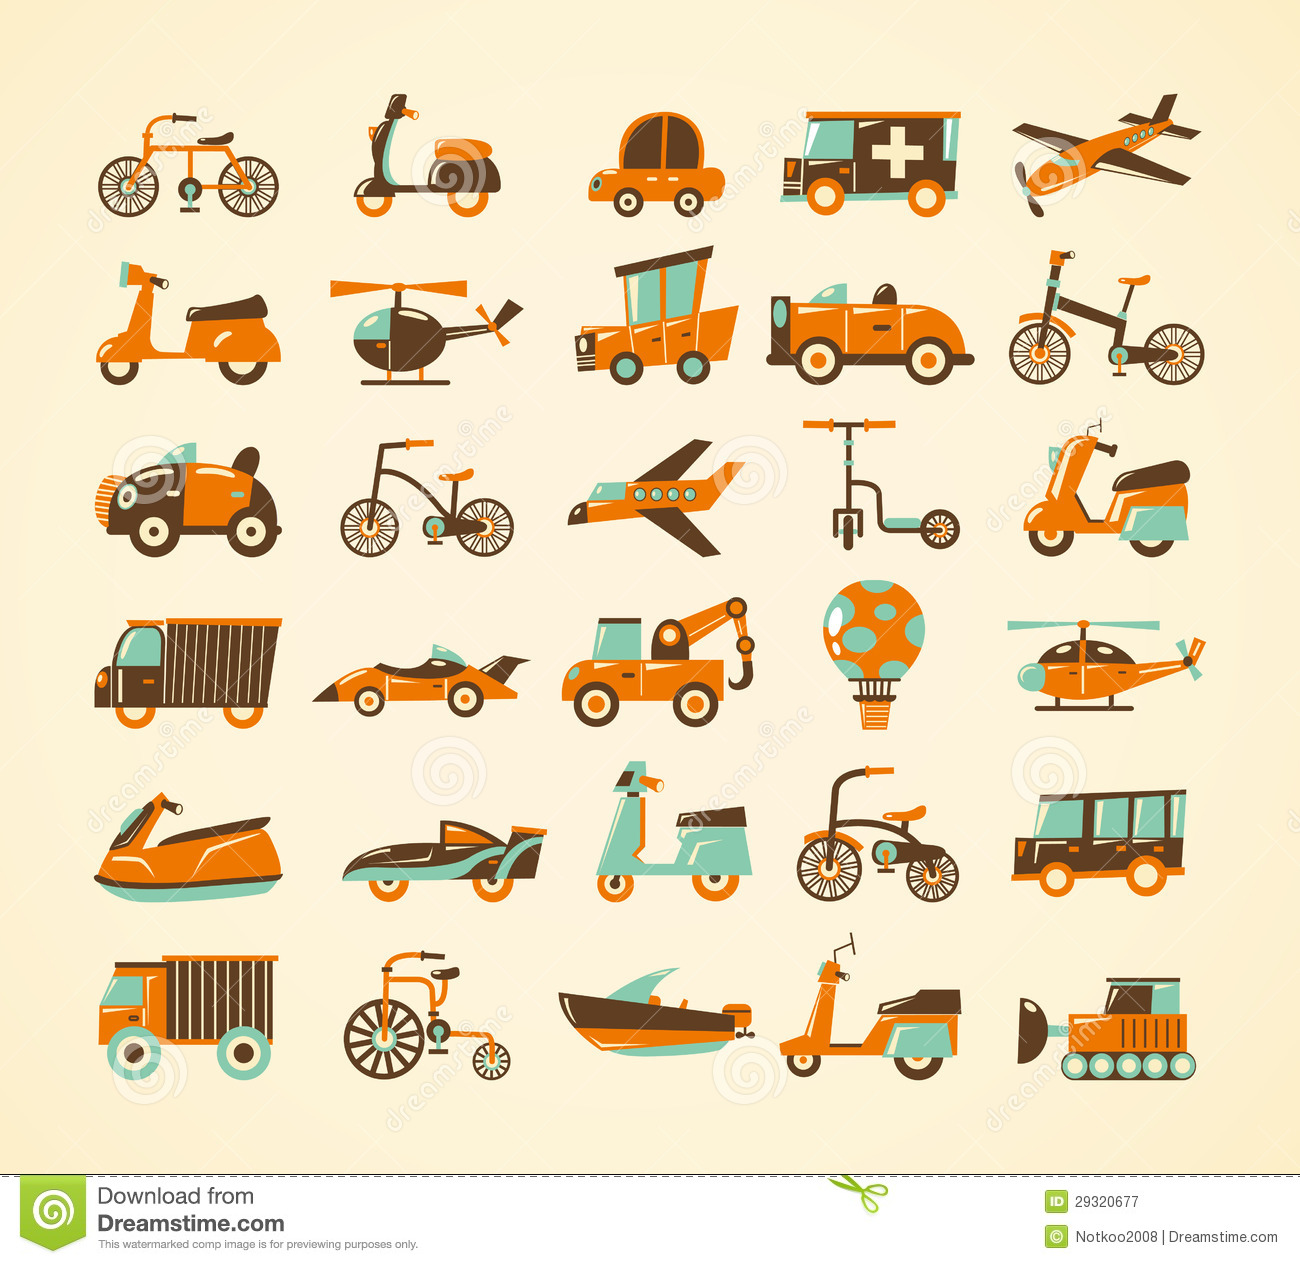 Download from
Dreamstime.com
This watermarked comp image is for previewing purposes only.
ID 29320677
© Notkoo2008 | Dreamstime.com